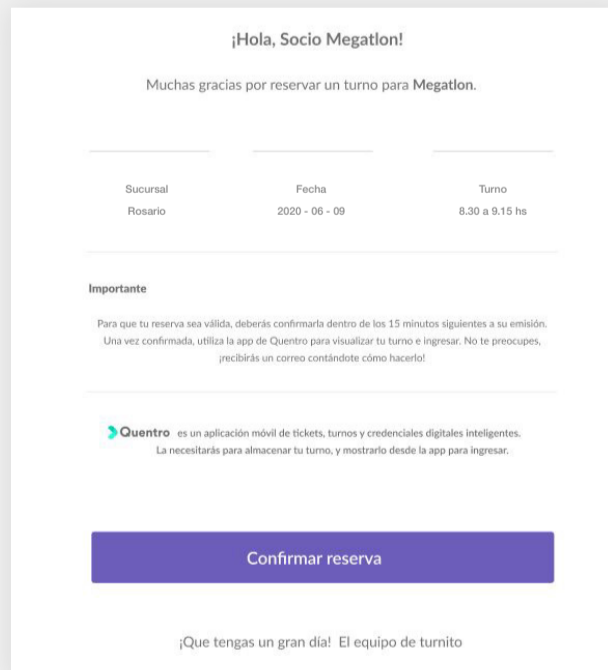 ¡Hola, Socio Megatlon!
Muchas gracias por reservar un turno para Megatlon.
Sucursal Fecha Turno
Rosario 2020 - 06 - 09 8.30 a 9.15 hs
Importante
Para que tu reserva sea válida, deberás confirmarla dentro de los 15 minutos siguientes a su emisión.
Una vez confirmada, utiliza la app de Quentro para visualizar tu turno e ingresar. No te preocupes,
¡recibirás un correo contándote cómo hacerlo!
Quentro es un aplicación móvil de tickets, turnos y credenciales digitales inteligentes.
La necesitarás para almacenar tu turno, y mostrarlo desde la app para ingresar.
Confirmar reserva
¡Que tengas un gran día! El equipo de turnito